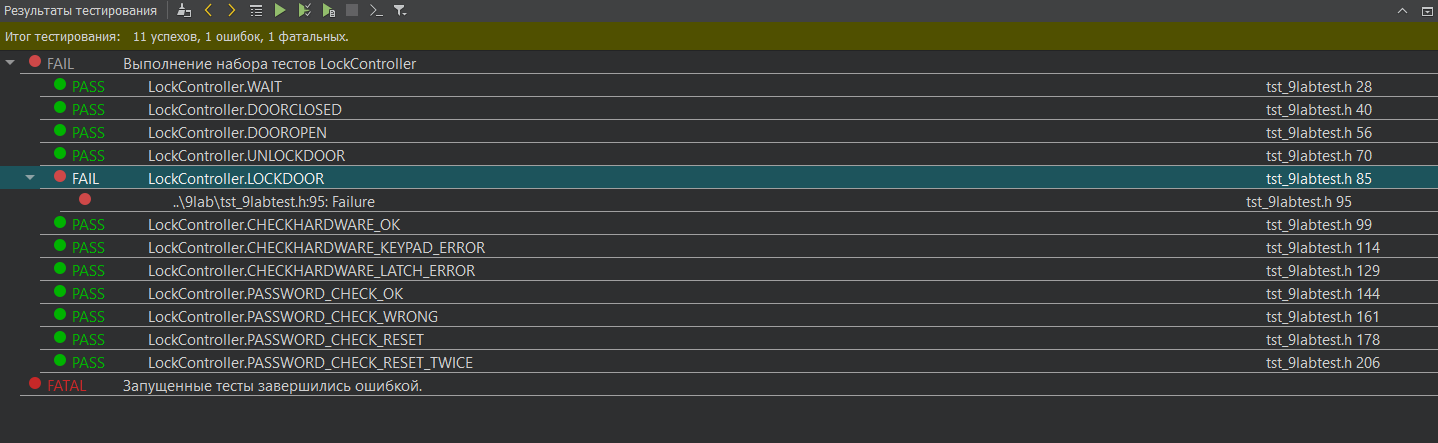 Результаты тестирования
Итог тестирования: 11 успехов, 1 ошибок, 1 фатальных.
FAIL Выполнение набора тестов LockController
PASS LockController.WAIT tst_9labtest.h 28
PASS LockController.DOORCLOSED tst_9labtest.h 40
PASS LockController.DOOROPEN tst_9labtest.h 56
PASS LockController.UNLOCKDOOR tst_9labtest.h 70
FAIL LockController.LOCKDOOR tst_9labtest.h 85
..\9lab\tst_9labtest.h:95: Failure tst_9labtest.h 95
PASS LockController.CHECKHARDWARE_OK tst_9labtest.h 99
PASS LockController.CHECKHARDWARE_KEYPAD_ERROR tst_9labtest.h 114
PASS LockController.CHECKHARDWARE_LATCH_ERROR tst_9labtest.h 129
PASS LockController.PASSWORD_CHECK_OK tst_9labtest.h 144
PASS LockController.PASSWORD_CHECK_WRONG tst_9labtest.h 161
PASS LockController.PASSWORD_CHECK_RESET tst_9labtest.h 178
PASS LockController.PASSWORD_CHECK_RESET_TWICE tst_9labtest.h 206
FATAL Запущенные тесты завершились ошибкой.